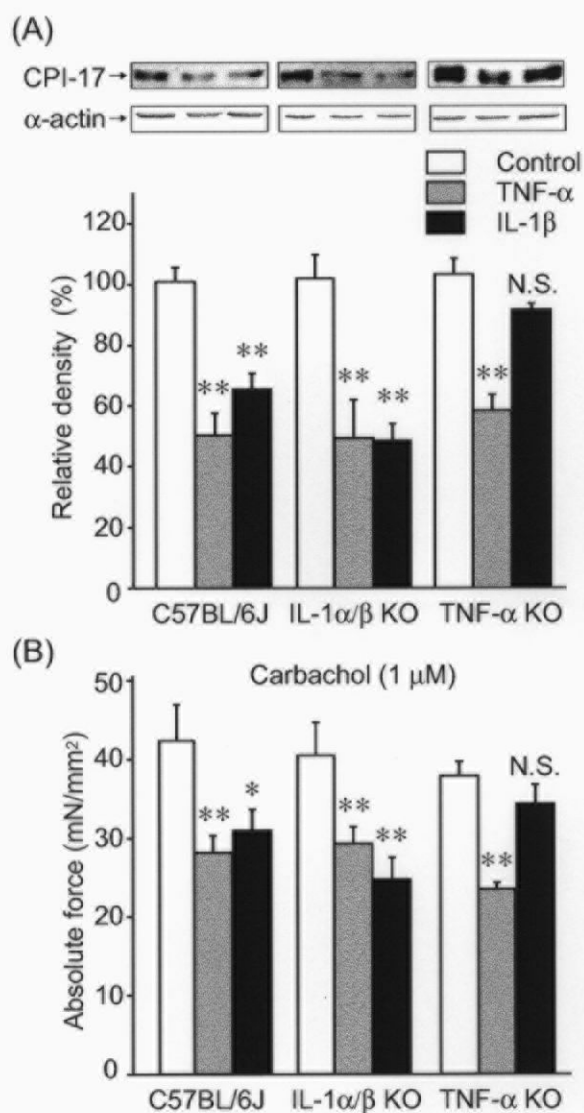 (A)
CPI-17→
α-actin→
Control
TNF-α
IL-1β
120
100
80
60
40
20
0
Relative density (%)
**
**
**
**
**
N.S.
C57BL/6J IL-1α/β KO TNF-α KO
(B)
Carbachol (1 μM)
50
40
30
20
10
0
Absolute force (mN/mm²)
**
*
**
**
**
N.S.
C57BL/6J IL-1α/β KO TNF-α KO